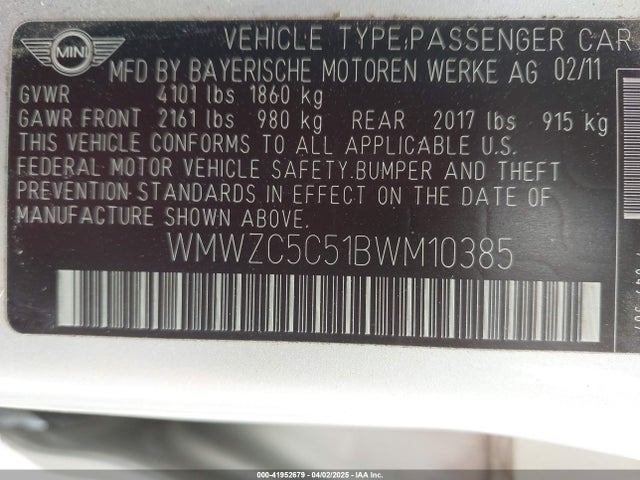 MINI
VEHICLE TYPE:PASSENGER CAR
MFD BY BAYERISCHE MOTOREN WERKE AG 02/11
GVWR 4101 lbs 1860 kg
GAWR FRONT 2161 lbs 980 kg REAR 2017 lbs 915 kg
THIS VEHICLE CONFORMS TO ALL APPLICABLE U.S.
FEDERAL MOTOR VEHICLE SAFETY.BUMPER AND THEFT
PREVENTION STANDARDS IN EFFECT ON THE DATE OF
MANUFACTURE SHOWN ABOVE.
WMWZC5C51BWM10385
000-41952679 - 04/02/2025 - IAA Corp.